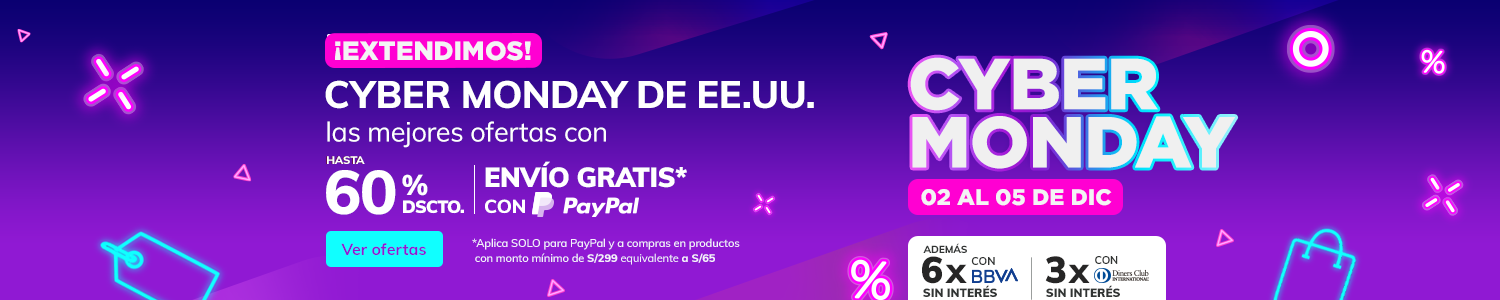 ¡EXTENDIMOS!
CYBER MONDAY DE EE.UU.
las mejores ofertas con
HASTA
60 % DSCTO.
ENVÍO GRATIS*
CON PayPal
Ver ofertas
*Aplica SOLO para PayPal y a compras en productos
con monto mínimo de S/299 equivalente a S/65
CYBER
MONDAY
02 AL 05 DE DIC
ADEMÁS
6x CON BBVA
SIN INTERÉS
3x CON Diners Club INTERNATIONAL
SIN INTERÉS
%
%